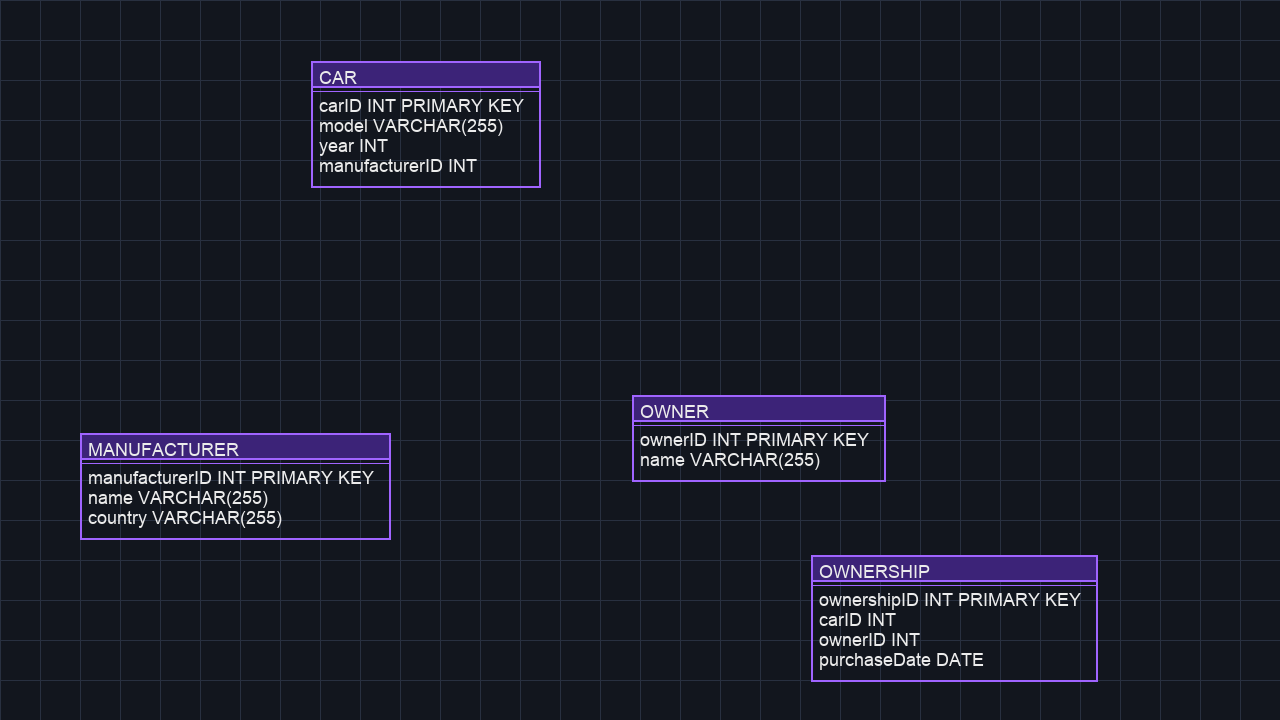 CAR
carID INT PRIMARY KEY
model VARCHAR(255)
year INT
manufacturerID INT
MANUFACTURER
manufacturerID INT PRIMARY KEY
name VARCHAR(255)
country VARCHAR(255)
OWNER
ownerID INT PRIMARY KEY
name VARCHAR(255)
OWNERSHIP
ownershipID INT PRIMARY KEY
carID INT
ownerID INT
purchaseDate DATE